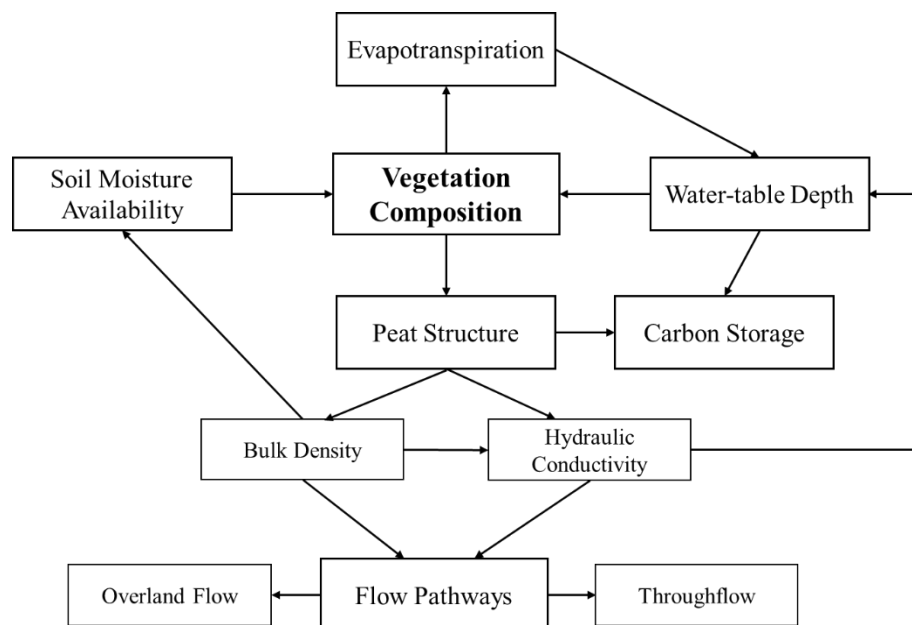 Evapotranspiration
Soil Moisture
Availability
Vegetation
Composition
Water-table Depth
Peat Structure
Carbon Storage
Bulk Density
Hydraulic
Conductivity
Overland Flow
Flow Pathways
Throughflow